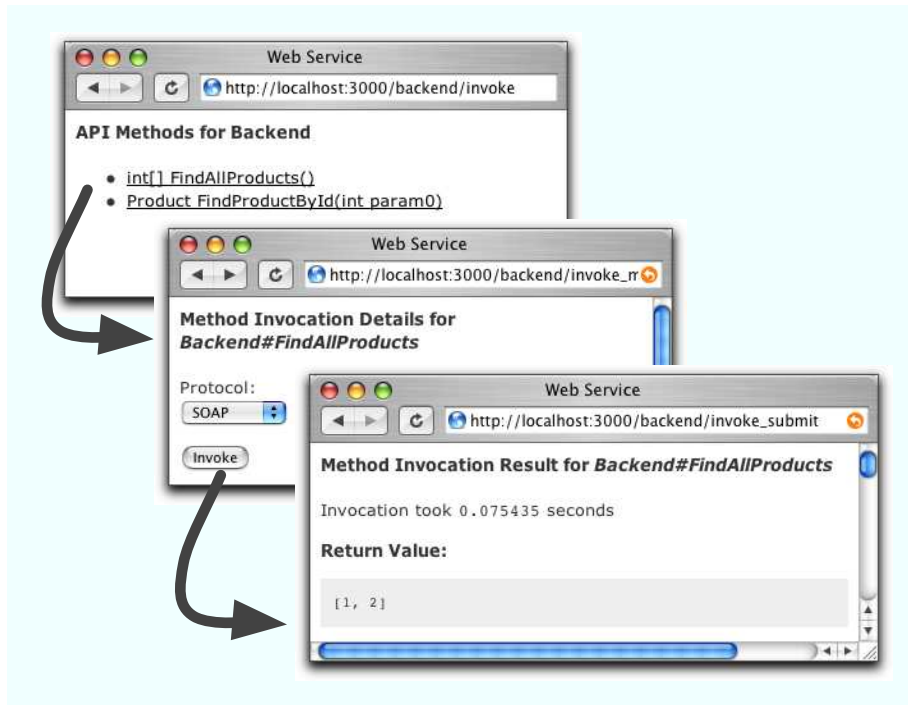 Web Service
http://localhost:3000/backend/invoke
API Methods for Backend
int[] FindAllProducts()
Product FindProductById(int param0)
Web Service
http://localhost:3000/backend/invoke_m
Method Invocation Details for
Backend#FindAllProducts
Protocol:
SOAP
Invoke
Web Service
http://localhost:3000/backend/invoke_submit
Method Invocation Result for Backend#FindAllProducts
Invocation took 0.075435 seconds
Return Value:
[1, 2]